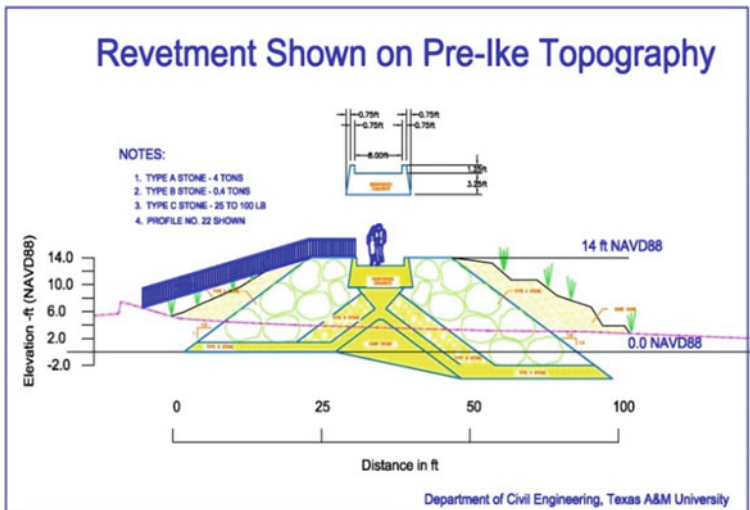 Revetment Shown on Pre-Ike Topography
0.75ft 0.75ft
0.75ft 0.75ft
6.00ft
1.25ft
3.25ft
NOTES:
1. TYPE A STONE - 4 TONS
2. TYPE B STONE - 0.4 TONS
3. TYPE C STONE - 25 TO 100 LB
4. PROFILE NO. 22 SHOWN
14 ft NAVD88
Elevation -ft (NAVD88)
14.0
10.0
6.0
2.0
-2.0
0.0 NAVD88
0 25 50 100
Distance in ft
Department of Civil Engineering, Texas A&M University